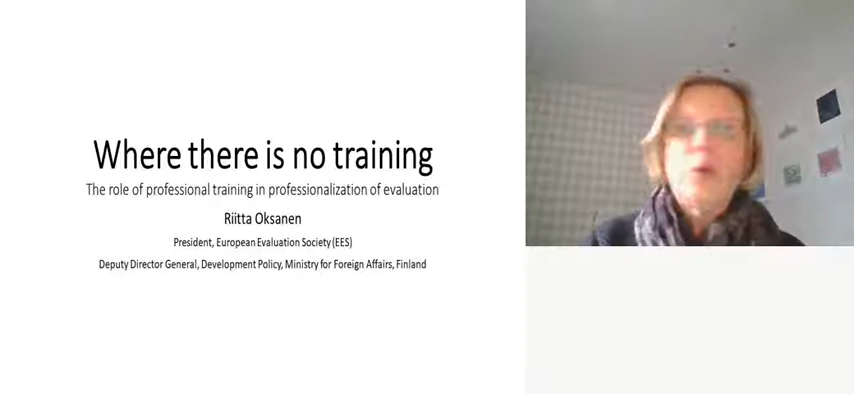 Where there is no training
The role of professional training in professionalization of evaluation
Riitta Oksanen
President, European Evaluation Society (EES)
Deputy Director General, Development Policy, Ministry for Foreign Affairs, Finland